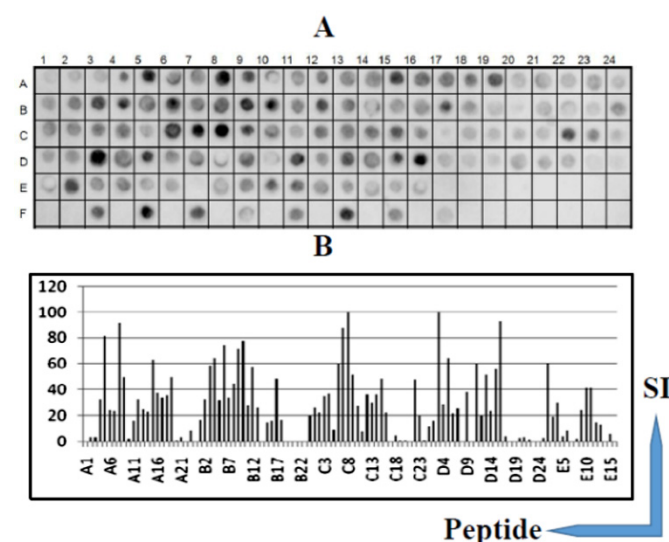 A
1 2 3 4 5 6 7 8 9 10 11 12 13 14 15 16 17 18 19 20 21 22 23 24
A
B
C
D
E
F
B
120
100
80
60
40
20
0
A1 A6 A11 A16 A21 B2 B7 B12 B17 B22 C3 C8 C13 C18 C23 D4 D9 D14 D19 D24 E5 E10 E15
SI
Peptide